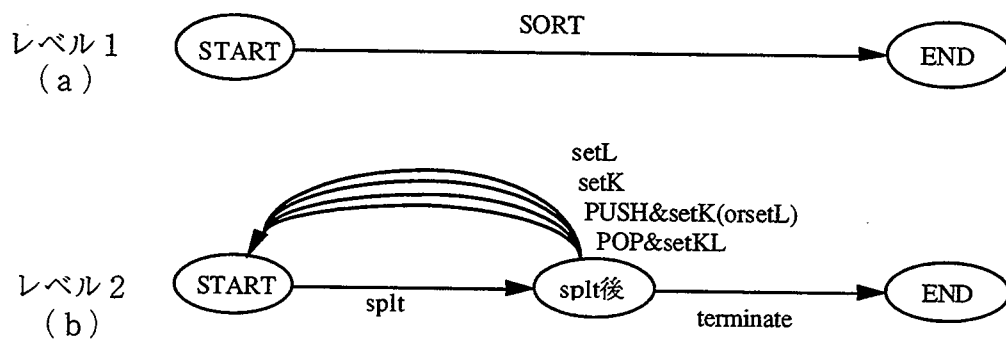 レベル1
(a)
START
SORT
END
setL
setK
PUSH&setK(orsetL)
POP&setKL
レベル2
(b)
START
splt
splt後
terminate
END